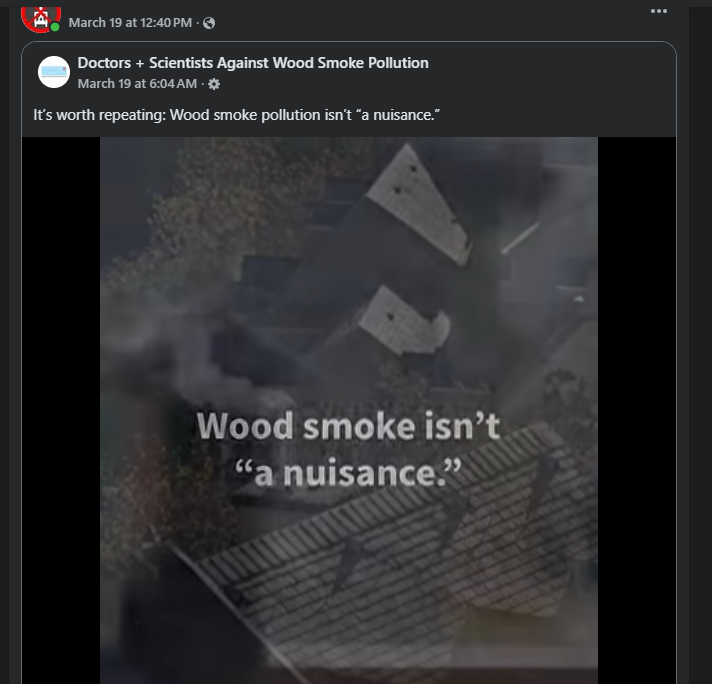 March 19 at 12:40 PM ·
Doctors + Scientists Against Wood Smoke Pollution
March 19 at 6:04 AM ·
It’s worth repeating: Wood smoke pollution isn’t “a nuisance.”
Wood smoke isn’t
“a nuisance.”